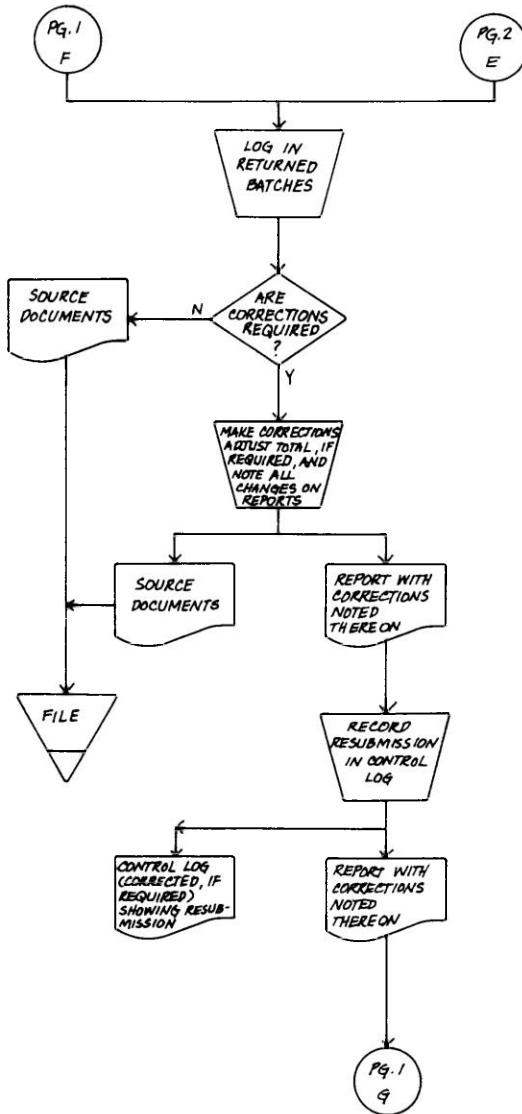 PG. 1
F
PG. 2
E
LOG IN
RETURNED
BATCHES
ARE
CORRECTIONS
REQUIRED
?
N
Y
SOURCE
DOCUMENTS
MAKE CORRECTIONS
ADJUST TOTAL, IF
REQUIRED, AND
NOTE ALL
CHANGES ON
REPORTS
SOURCE
DOCUMENTS
REPORT WITH
CORRECTIONS
NOTED
THEREON
FILE
RECORD
RESUBMISSION
IN CONTROL
LOG
CONTROL LOG
(CORRECTED, IF
REQUIRED)
SHOWING RESUB-
MISSION
REPORT WITH
CORRECTIONS
NOTED
THEREON
PG. 1
G